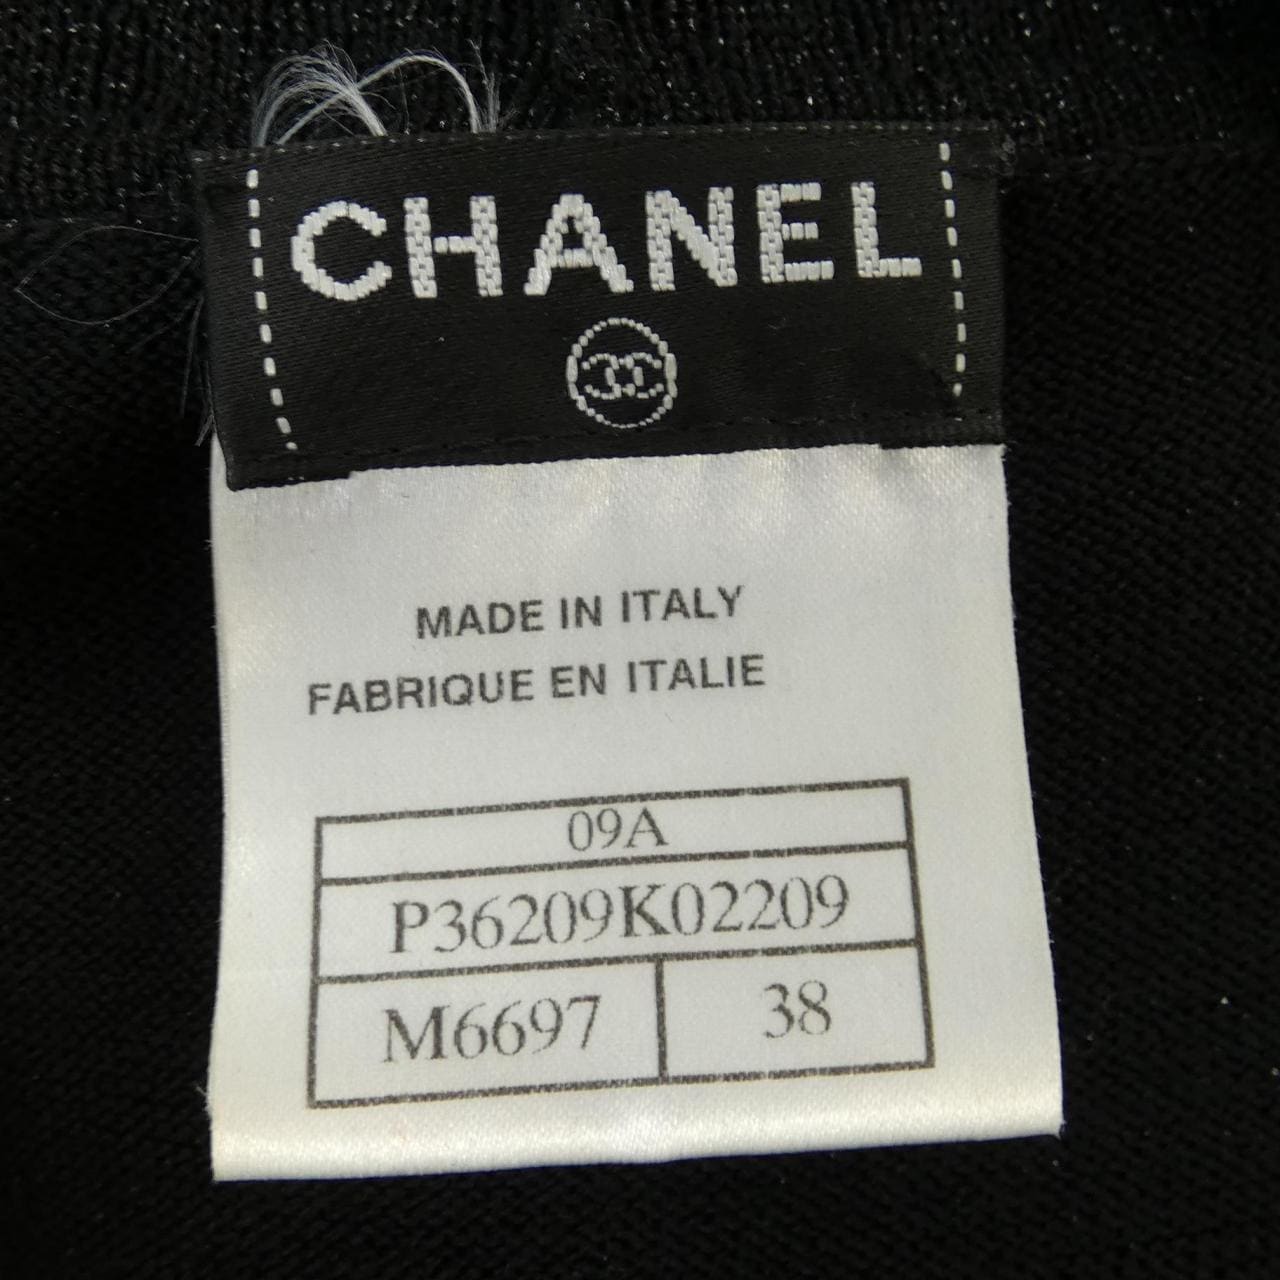 CHANEL
MADE IN ITALY
FABRIQUE EN ITALIE
09A
P36209K02209
M6697 38